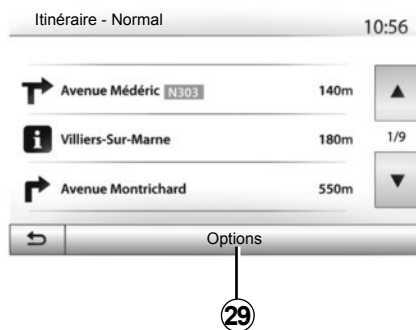 Itinéraire - Normal 10:56
Avenue Médéric N303 140m
Villiers-Sur-Marne 180m
1/9
Avenue Montrichard 550m
Options
29